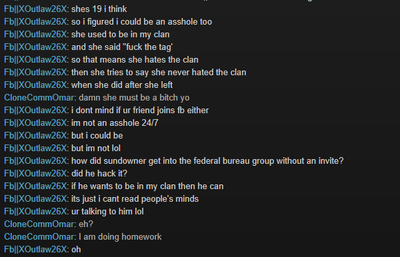 Fb||XOutlaw26X: shes 19 i think
Fb||XOutlaw26X: so i figured i could be an asshole too
Fb||XOutlaw26X: she used to be in my clan
Fb||XOutlaw26X: and she said "fuck the tag'
Fb||XOutlaw26X: so that means she hates the clan
Fb||XOutlaw26X: then she tries to say she never hated the clan
Fb||XOutlaw26X: when she did after she left
CloneCommOmar: damn she must be a bitch yo
Fb||XOutlaw26X: i dont mind if ur friend joins fb either
Fb||XOutlaw26X: im not an asshole 24/7
Fb||XOutlaw26X: but i could be
Fb||XOutlaw26X: but im not lol
Fb||XOutlaw26X: how did sundowner get into the federal bureau group without an invite?
Fb||XOutlaw26X: did he hack it?
Fb||XOutlaw26X: if he wants to be in my clan then he can
Fb||XOutlaw26X: its just i cant read people's minds
Fb||XOutlaw26X: ur talking to him lol
CloneCommOmar: eh?
CloneCommOmar: I am doing homework
Fb||XOutlaw26X: oh